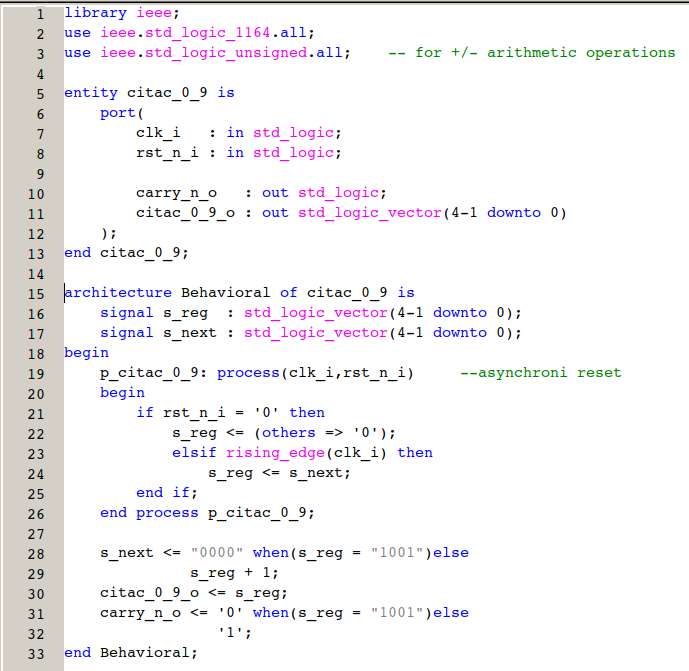 1 library ieee;
2 use ieee.std_logic_1164.all;
3 use ieee.std_logic_unsigned.all;    -- for +/- arithmetic operations
4
5 entity citac_0_9 is
6     port(
7         clk_i   : in std_logic;
8         rst_n_i : in std_logic;
9
10         carry_n_o   : out std_logic;
11         citac_0_9_o : out std_logic_vector(4-1 downto 0)
12     );
13 end citac_0_9;
14
15 architecture Behavioral of citac_0_9 is
16     signal s_reg  : std_logic_vector(4-1 downto 0);
17     signal s_next : std_logic_vector(4-1 downto 0);
18 begin
19     p_citac_0_9: process(clk_i,rst_n_i)     --asynchroni reset
20     begin
21         if rst_n_i = '0' then
22             s_reg <= (others => '0');
23             elsif rising_edge(clk_i) then
24                 s_reg <= s_next;
25         end if;
26     end process p_citac_0_9;
27
28     s_next <= "0000" when(s_reg = "1001")else
29               s_reg + 1;
30     citac_0_9_o <= s_reg;
31     carry_n_o <= '0' when(s_reg = "1001")else
32                  '1';
33 end Behavioral;